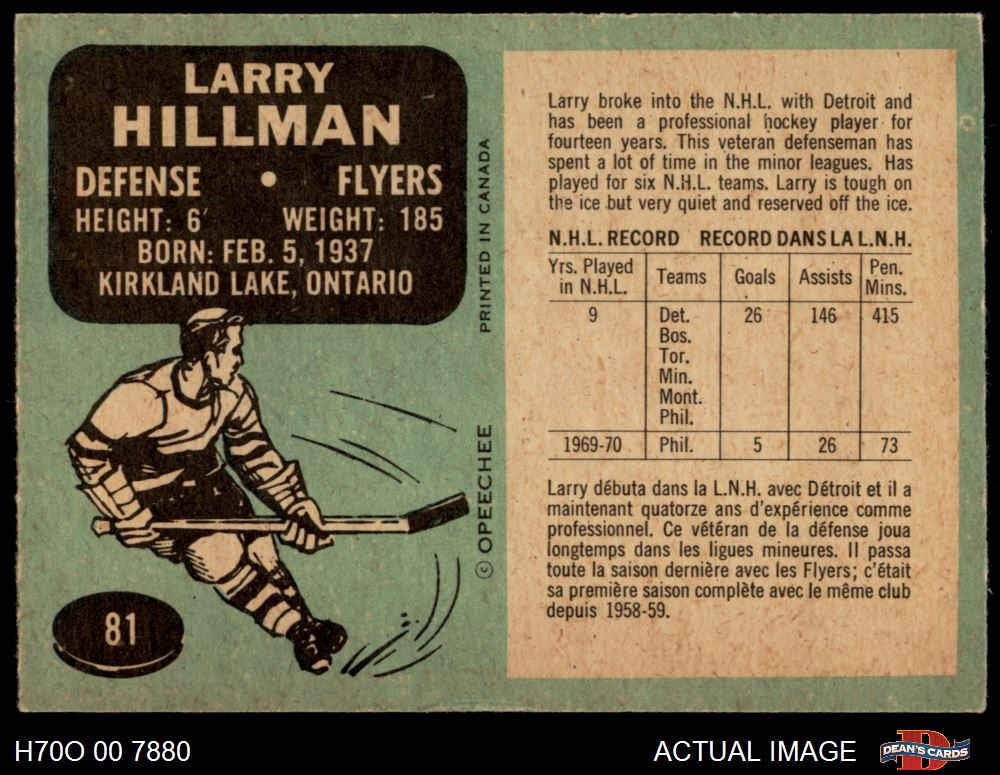 LARRY
HILLMAN
DEFENSE • FLYERS
HEIGHT: 6' WEIGHT: 185
BORN: FEB. 5, 1937
KIRKLAND LAKE, ONTARIO
81
© OPEECHEE PRINTED IN CANADA
Larry broke into the N.H.L. with Detroit and
has been a professional hockey player for
fourteen years. This veteran defenseman has
spent a lot of time in the minor leagues. Has
played for six N.H.L. teams. Larry is tough on
the ice but very quiet and reserved off the ice.
N.H.L. RECORD RECORD DANS LA L.N.H.
Yrs. Played in N.H.L. Teams Goals Assists Pen. Mins.
9 Det. 26 146 415
Bos.
Tor.
Min.
Mont.
Phil.
1969-70 Phil. 5 26 73
Larry débuta dans la L.N.H. avec Détroit et il a
maintenant quatorze ans d'expérience comme
professionnel. Ce vétéran de la défense joua
longtemps dans les ligues mineures. Il passa
toute la saison dernière avec les Flyers; c'était
sa première saison complète avec le même club
depuis 1958-59.
H70O 00 7880
ACTUAL IMAGE
DEAN'S CARDS